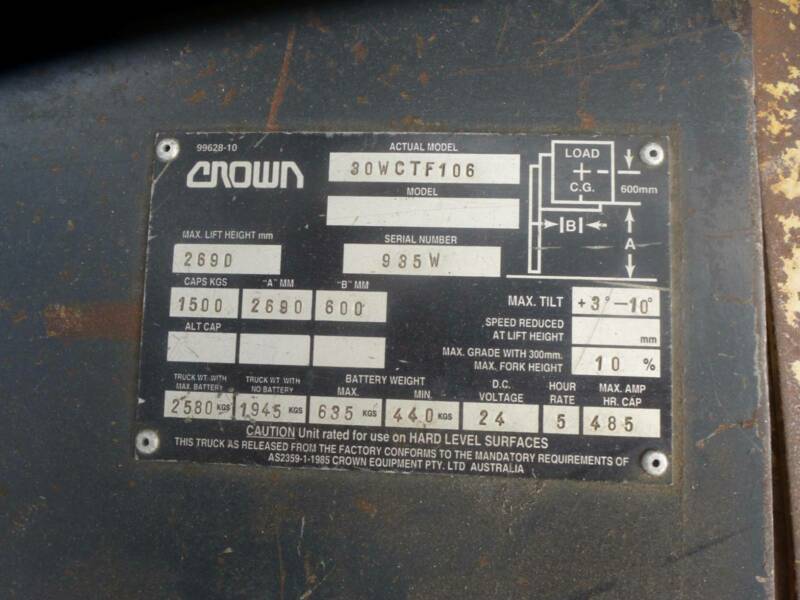 99628-10
CROWN
ACTUAL MODEL
30WCTF106
MODEL
LOAD
C.G.
600mm
B
A
MAX. LIFT HEIGHT mm
2690
SERIAL NUMBER
935W
CAPS KGS "A" MM "B" MM
1500 2690 600
ALT CAP
MAX. TILT +3°-10°
SPEED REDUCED
AT LIFT HEIGHT mm
MAX. GRADE WITH 300mm.
MAX. FORK HEIGHT 10 %
TRUCK WT. WITH
MAX. BATTERY
2580 KGS
TRUCK WT. WITH
NO BATTERY
1945 KGS
BATTERY WEIGHT
MAX. MIN.
635 KGS 440 KGS
D.C.
VOLTAGE
24
HOUR
RATE
5
MAX. AMP
HR. CAP
485
CAUTION Unit rated for use on HARD LEVEL SURFACES
THIS TRUCK AS RELEASED FROM THE FACTORY CONFORMS TO THE MANDATORY REQUIREMENTS OF
AS2359-1-1985 CROWN EQUIPMENT PTY. LTD AUSTRALIA